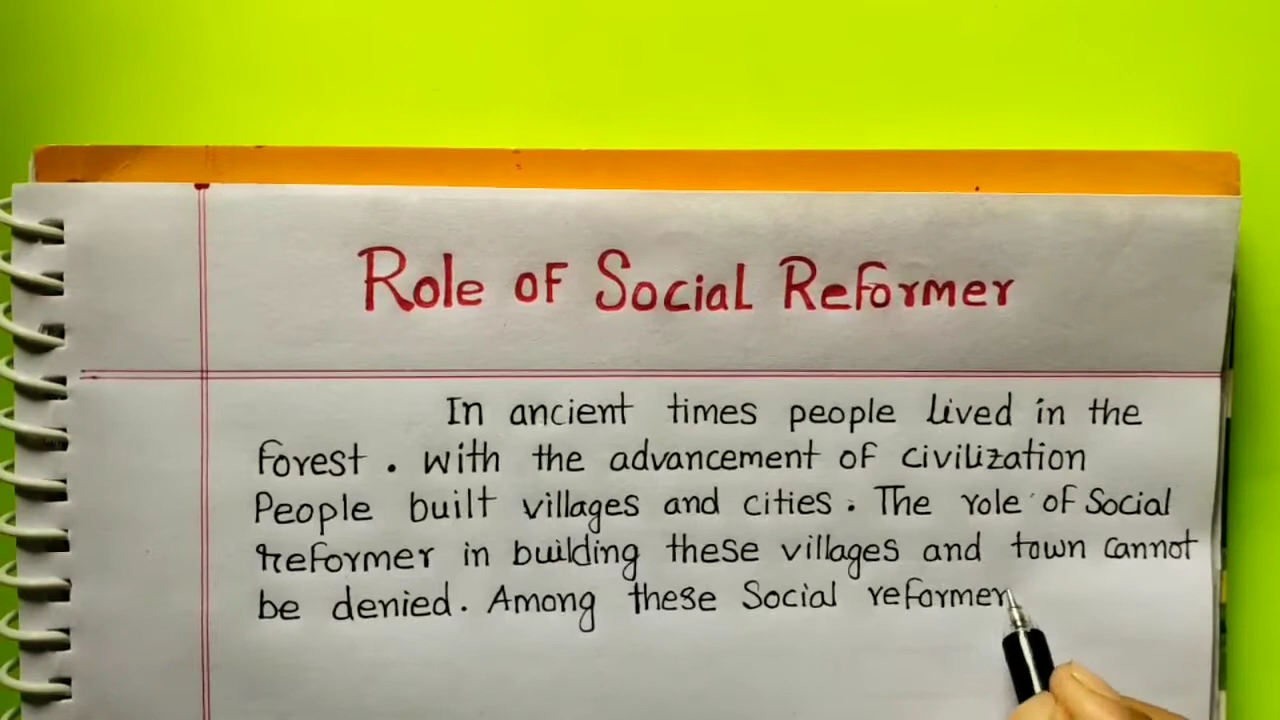 Role of Social Reformer
In ancient times people lived in the
forest. with the advancement of civilization
People built villages and cities. The role of Social
reformer in building these villages and town cannot
be denied. Among these Social reformer